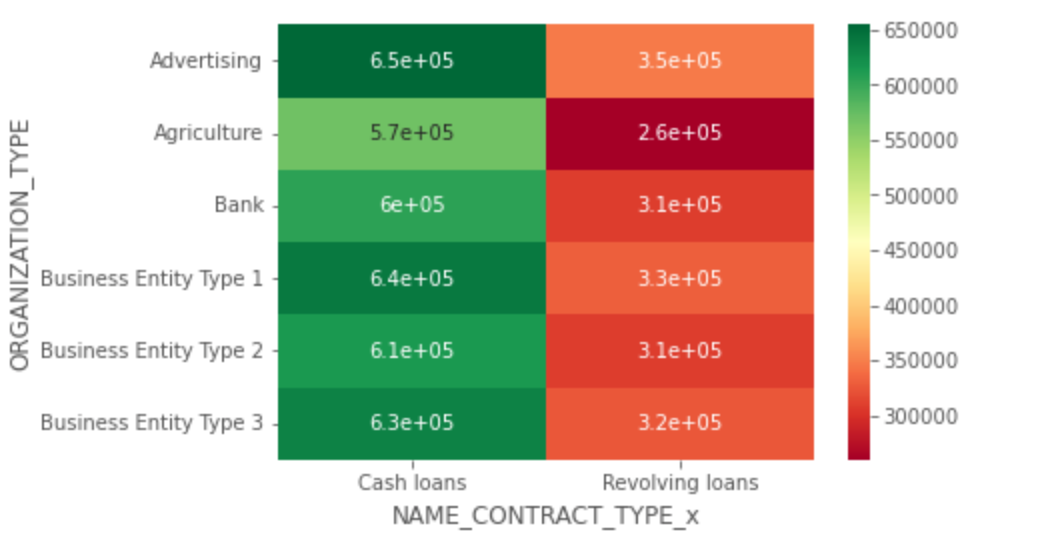 ORGANIZATION_TYPE
Advertising 6.5e+05 3.5e+05
Agriculture 5.7e+05 2.6e+05
Bank 6e+05 3.1e+05
Business Entity Type 1 6.4e+05 3.3e+05
Business Entity Type 2 6.1e+05 3.1e+05
Business Entity Type 3 6.3e+05 3.2e+05
Cash loans Revolving loans
NAME_CONTRACT_TYPE_x
650000
600000
550000
500000
450000
400000
350000
300000